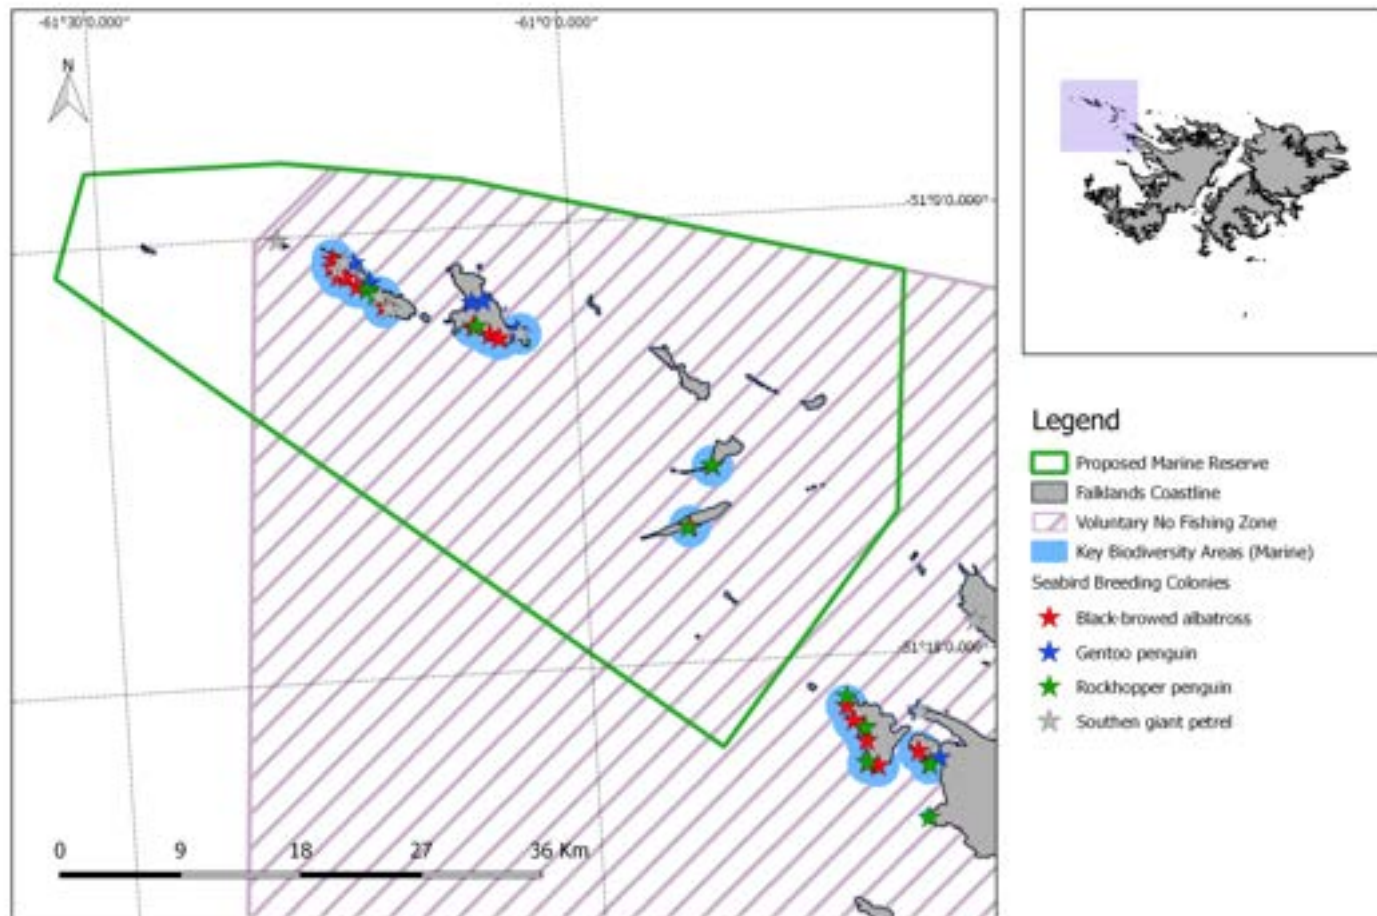 -61°30'0.000"
-61°0'0.000"
N
-51°0'0.000"
-51°15'0.000"
0 9 18 27 36 Km
Legend
Proposed Marine Reserve
Falklands Coastline
Voluntary No Fishing Zone
Key Biodiversity Areas (Marine)
Seabird Breeding Colonies
Black-browed albatross
Gentoo penguin
Rockhopper penguin
Southen giant petrel